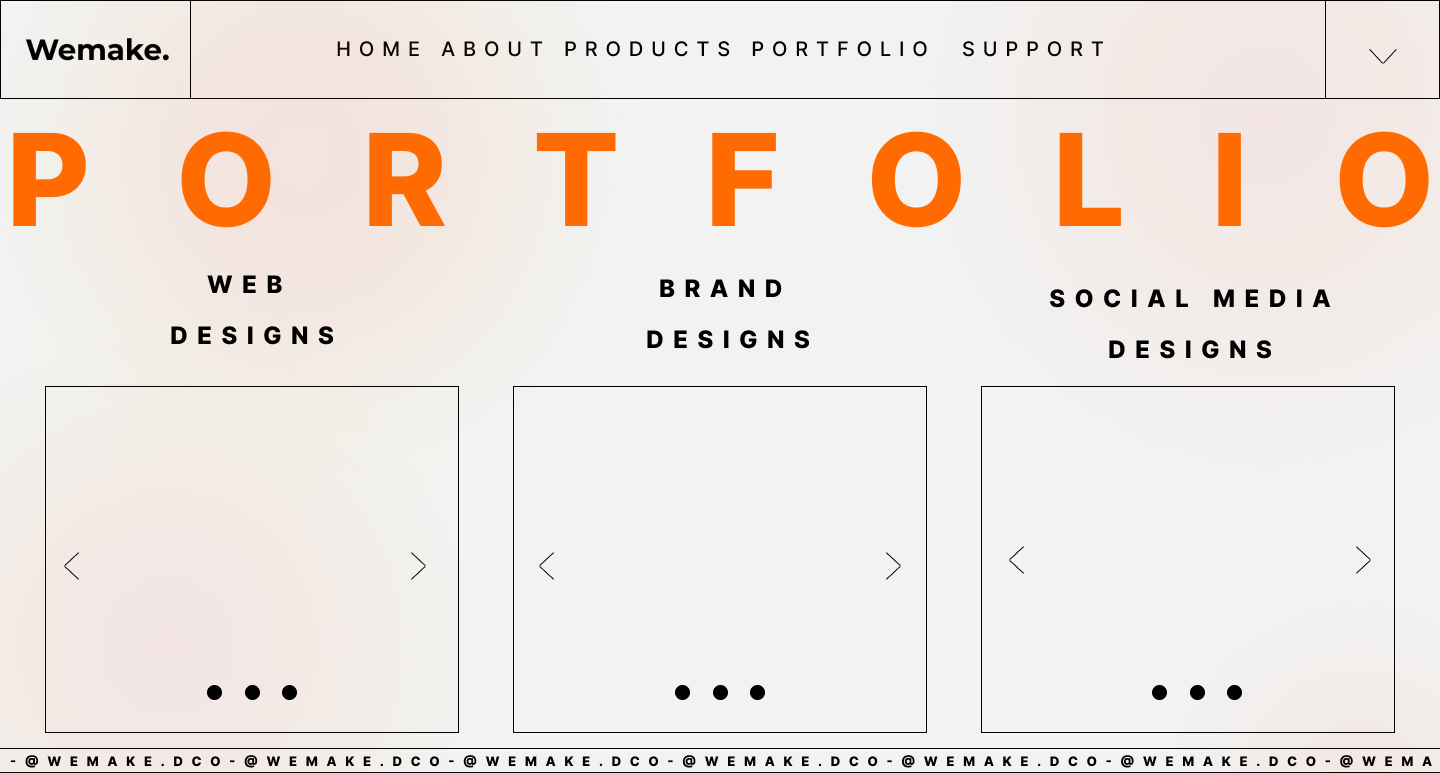 Wemake.
HOME ABOUT PRODUCTS PORTFOLIO SUPPORT
PORTFOLIO
WEB
DESIGNS
BRAND
DESIGNS
SOCIAL MEDIA
DESIGNS
-@WEMAKE.DCO-@WEMAKE.DCO-@WEMAKE.DCO-@WEMAKE.DCO-@WEMAKE.DCO-@WEMAKE.DCO-@WEMA